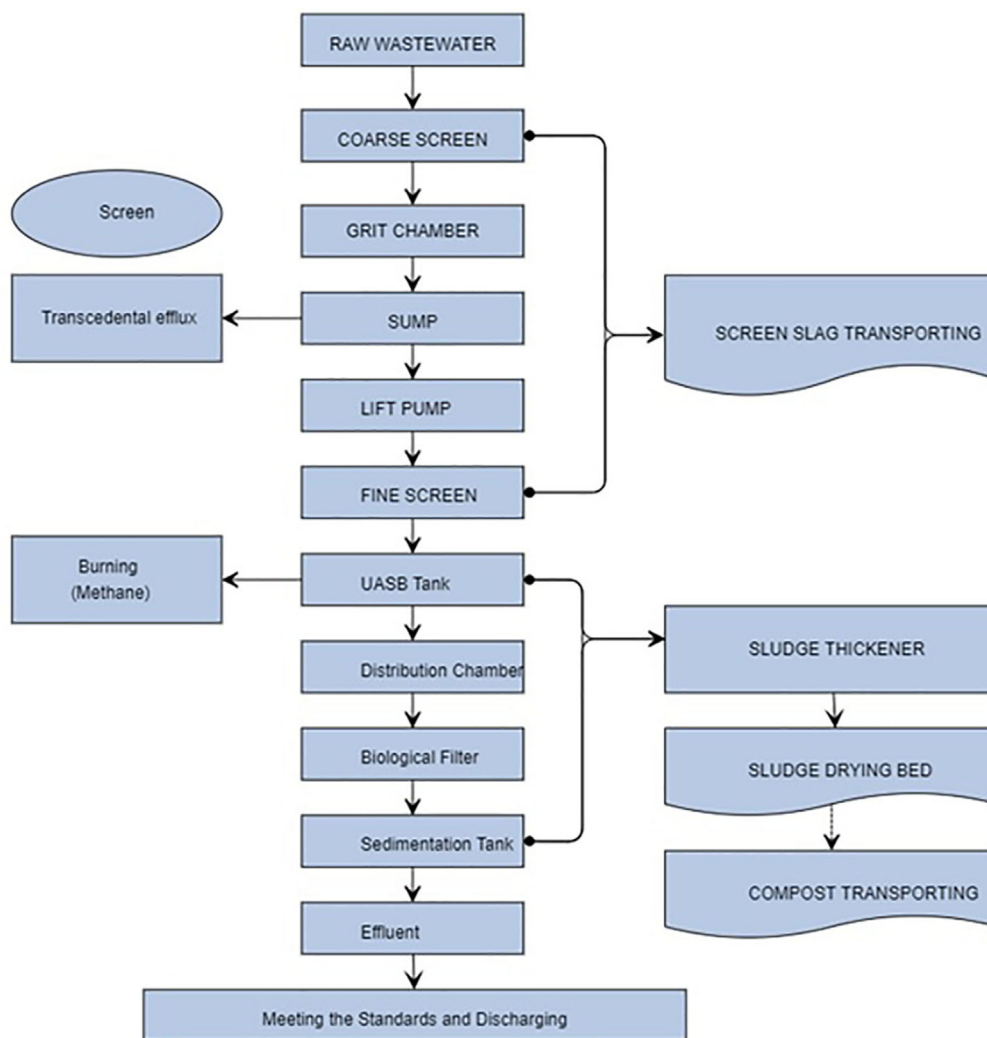 RAW WASTEWATER
COARSE SCREEN
Screen
GRIT CHAMBER
Transcedental efflux
SUMP
SCREEN SLAG TRANSPORTING
LIFT PUMP
FINE SCREEN
Burning
(Methane)
UASB Tank
Distribution Chamber
SLUDGE THICKENER
Biological Filter
SLUDGE DRYING BED
Sedimentation Tank
COMPOST TRANSPORTING
Effluent
Meeting the Standards and Discharging